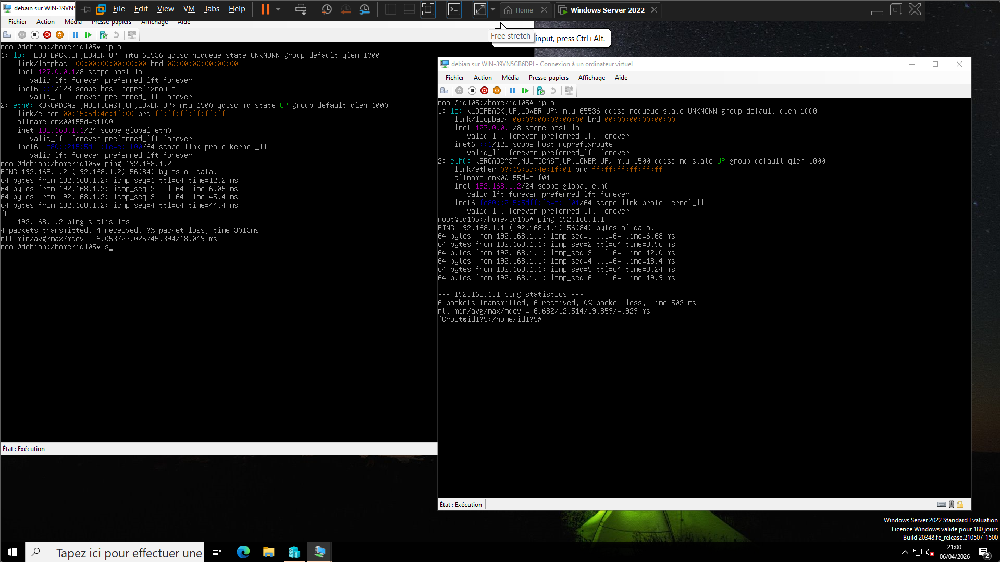 debain sur WIN-39VN5
File Edit View VM Tabs Help
Home
Windows Server 2022
Fichier Action Média Presse-papiers Affichage Aide
Free stretch
input, press Ctrl+Alt.
root@debian:/home/id105# ip a
1: lo: <LOOPBACK,UP,LOWER_UP> mtu 65536 qdisc noqueue state UNKNOWN group default qlen 1000
link/loopback 00:00:00:00:00:00 brd 00:00:00:00:00:00
inet 127.0.0.1/8 scope host lo
valid_lft forever preferred_lft forever
inet6 ::1/128 scope host noprefixroute
valid_lft forever preferred_lft forever
2: eth0: <BROADCAST,MULTICAST,UP,LOWER_UP> mtu 1500 qdisc mq state UP group default qlen 1000
link/ether 00:15:5d:4e:1f:00 brd ff:ff:ff:ff:ff:ff
altname enx00155d4e1f00
inet 192.168.1.1/24 scope global eth0
valid_lft forever preferred_lft forever
inet6 fe80::215:5dff:fe4e:1f00/64 scope link proto kernel_ll
valid_lft forever preferred_lft forever
root@debian:/home/id105# ping 192.168.1.2
PING 192.168.1.2 (192.168.1.2) 56(84) bytes of data.
64 bytes from 192.168.1.2: icmp_seq=1 ttl=64 time=12.2 ms
64 bytes from 192.168.1.2: icmp_seq=2 ttl=64 time=6.05 ms
64 bytes from 192.168.1.2: icmp_seq=3 ttl=64 time=45.4 ms
64 bytes from 192.168.1.2: icmp_seq=4 ttl=64 time=44.4 ms
^C
--- 192.168.1.2 ping statistics ---
4 packets transmitted, 4 received, 0% packet loss, time 3013ms
rtt min/avg/max/mdev = 6.053/27.025/45.394/18.019 ms
root@debian:/home/id105# s_
État : Exécution
debian sur WIN-39VN5GB6DPI - Connexion à un ordinateur virtuel
Fichier Action Média Presse-papiers Affichage Aide
root@id105:/home/id105# ip a
1: lo: <LOOPBACK,UP,LOWER_UP> mtu 65536 qdisc noqueue state UNKNOWN group default qlen 1000
link/loopback 00:00:00:00:00:00 brd 00:00:00:00:00:00
inet 127.0.0.1/8 scope host lo
valid_lft forever preferred_lft forever
inet6 ::1/128 scope host noprefixroute
valid_lft forever preferred_lft forever
2: eth0: <BROADCAST,MULTICAST,UP,LOWER_UP> mtu 1500 qdisc mq state UP group default qlen 1000
link/ether 00:15:5d:4e:1f:01 brd ff:ff:ff:ff:ff:ff
altname enx00155d4e1f01
inet 192.168.1.2/24 scope global eth0
valid_lft forever preferred_lft forever
inet6 fe80::215:5dff:fe4e:1f01/64 scope link proto kernel_ll
valid_lft forever preferred_lft forever
root@id105:/home/id105# ping 192.168.1.1
PING 192.168.1.1 (192.168.1.1) 56(84) bytes of data.
64 bytes from 192.168.1.1: icmp_seq=1 ttl=64 time=6.68 ms
64 bytes from 192.168.1.1: icmp_seq=2 ttl=64 time=8.96 ms
64 bytes from 192.168.1.1: icmp_seq=3 ttl=64 time=12.0 ms
64 bytes from 192.168.1.1: icmp_seq=4 ttl=64 time=18.4 ms
64 bytes from 192.168.1.1: icmp_seq=5 ttl=64 time=9.24 ms
64 bytes from 192.168.1.1: icmp_seq=6 ttl=64 time=19.9 ms
--- 192.168.1.1 ping statistics ---
6 packets transmitted, 6 received, 0% packet loss, time 5021ms
rtt min/avg/max/mdev = 6.682/12.514/19.859/4.929 ms
^Croot@id105:/home/id105#
État : Exécution
Windows Server 2022 Standard Evaluation
Licence Windows valide pour 180 jours
Build 20348.fe_release.210507-1500
Tapez ici pour effectuer une
21:00
06/04/2026
2